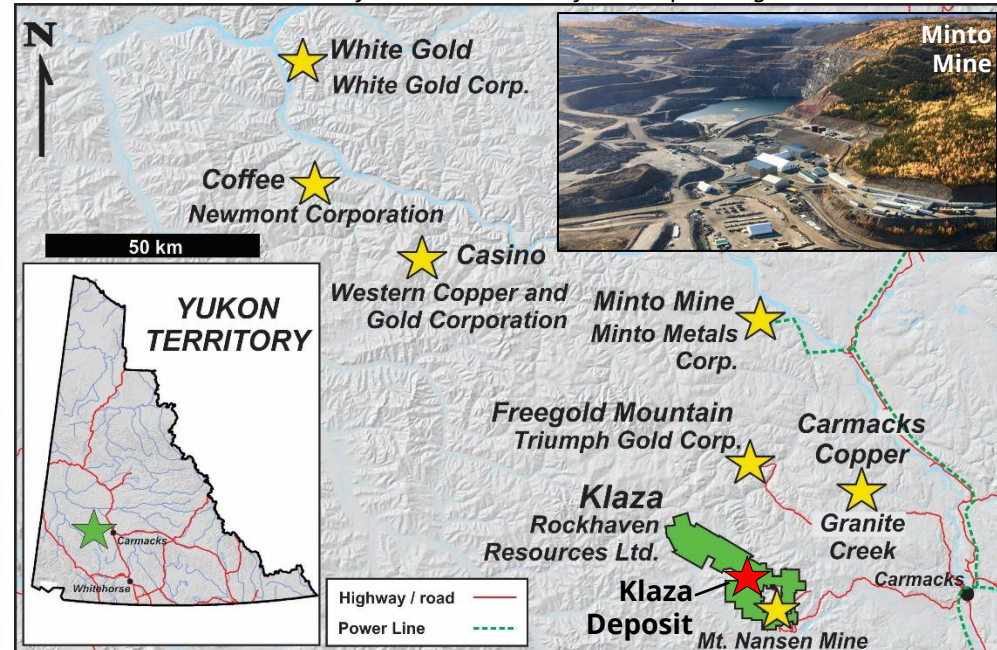 N
White Gold
White Gold Corp.
Minto
Mine
Coffee
Newmont Corporation
50 km
Casino
Western Copper and
Gold Corporation
Minto Mine
Minto Metals
Corp.
YUKON
TERRITORY
Carmacks
Whitehorse
Freegold Mountain
Triumph Gold Corp.
Carmacks
Copper
Granite
Creek
Klaza
Rockhaven
Resources Ltd.
Klaza
Deposit
Mt. Nansen Mine
Carmacks
Highway / road
Power Line